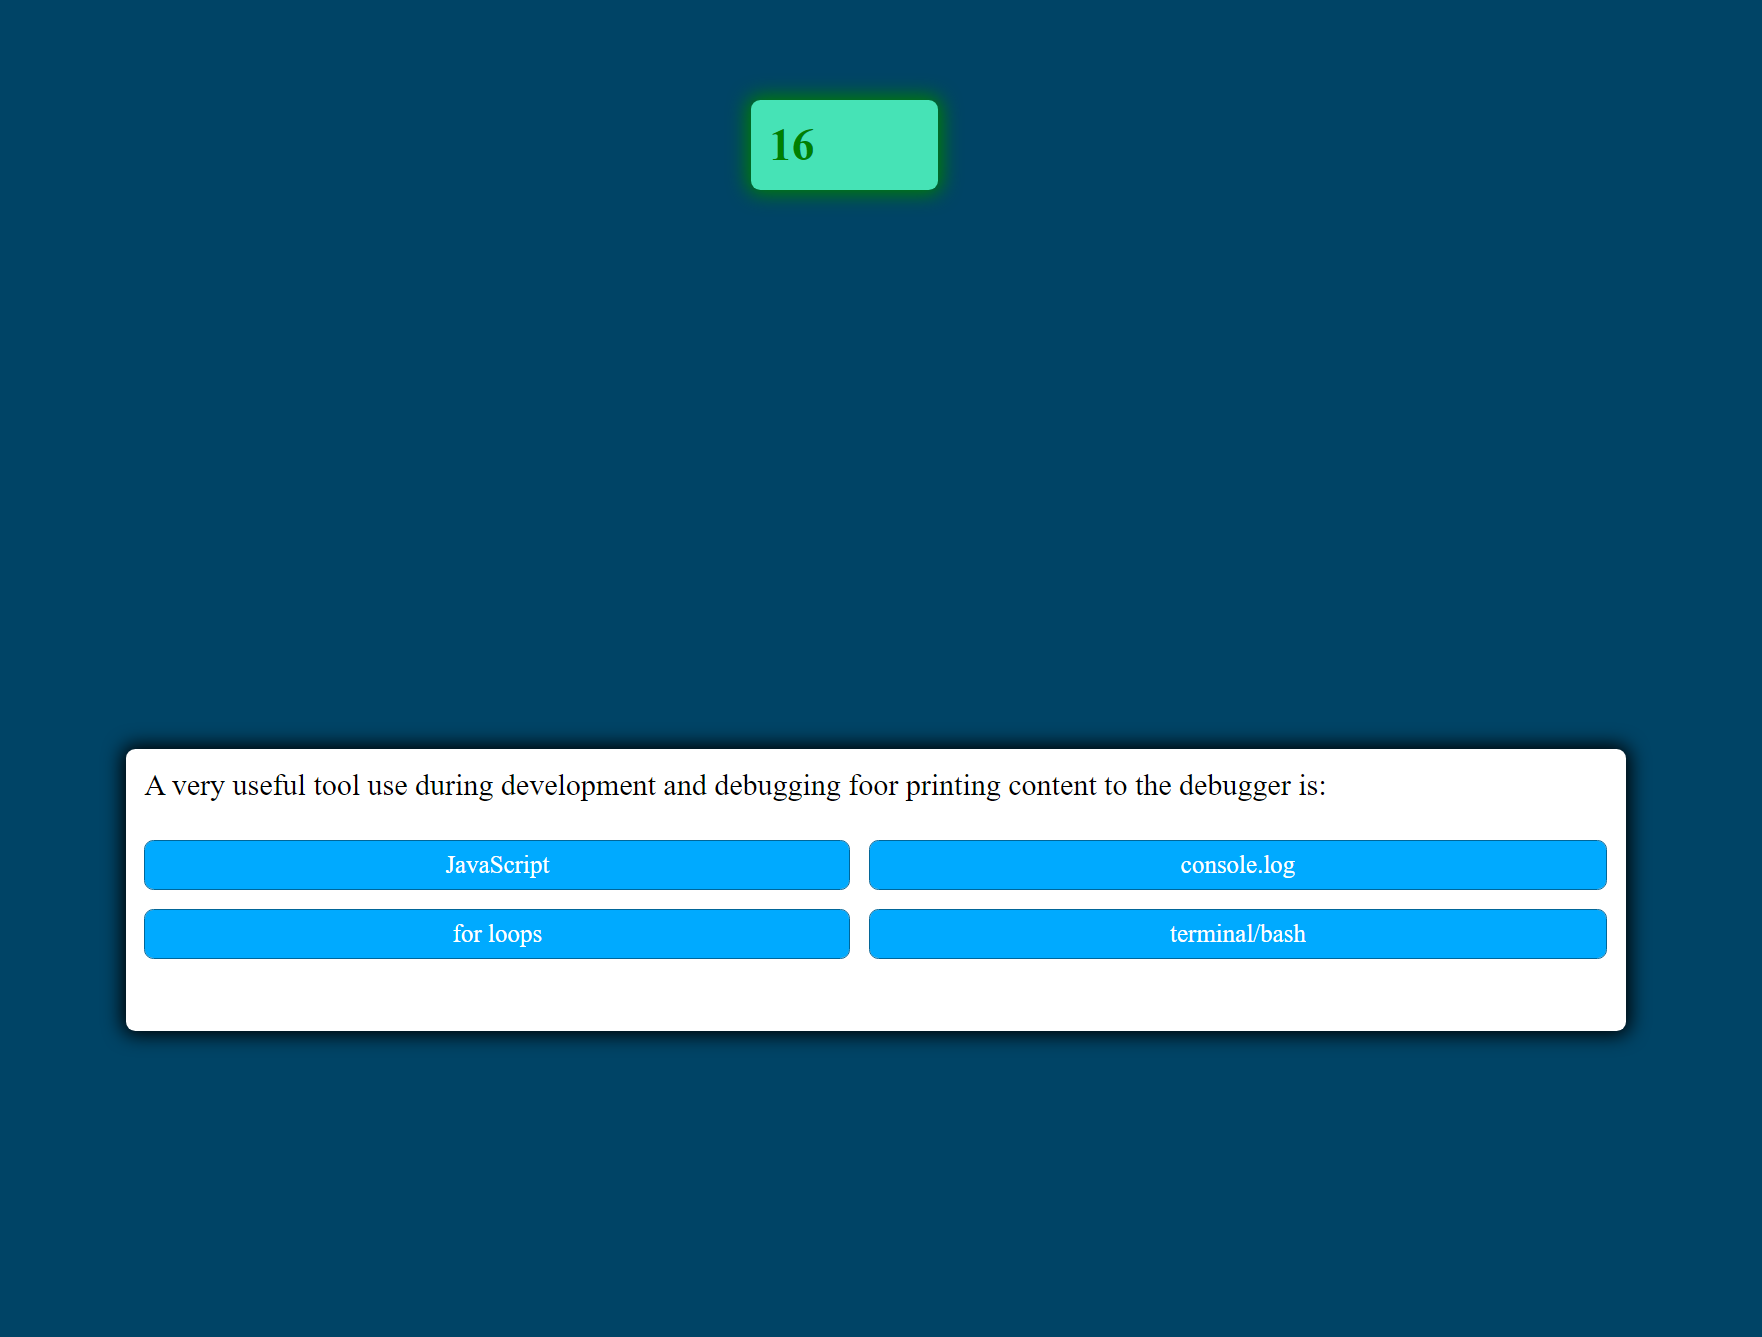 16
A very useful tool use during development and debugging foor printing content to the debugger is:
JavaScript
console.log
for loops
terminal/bash